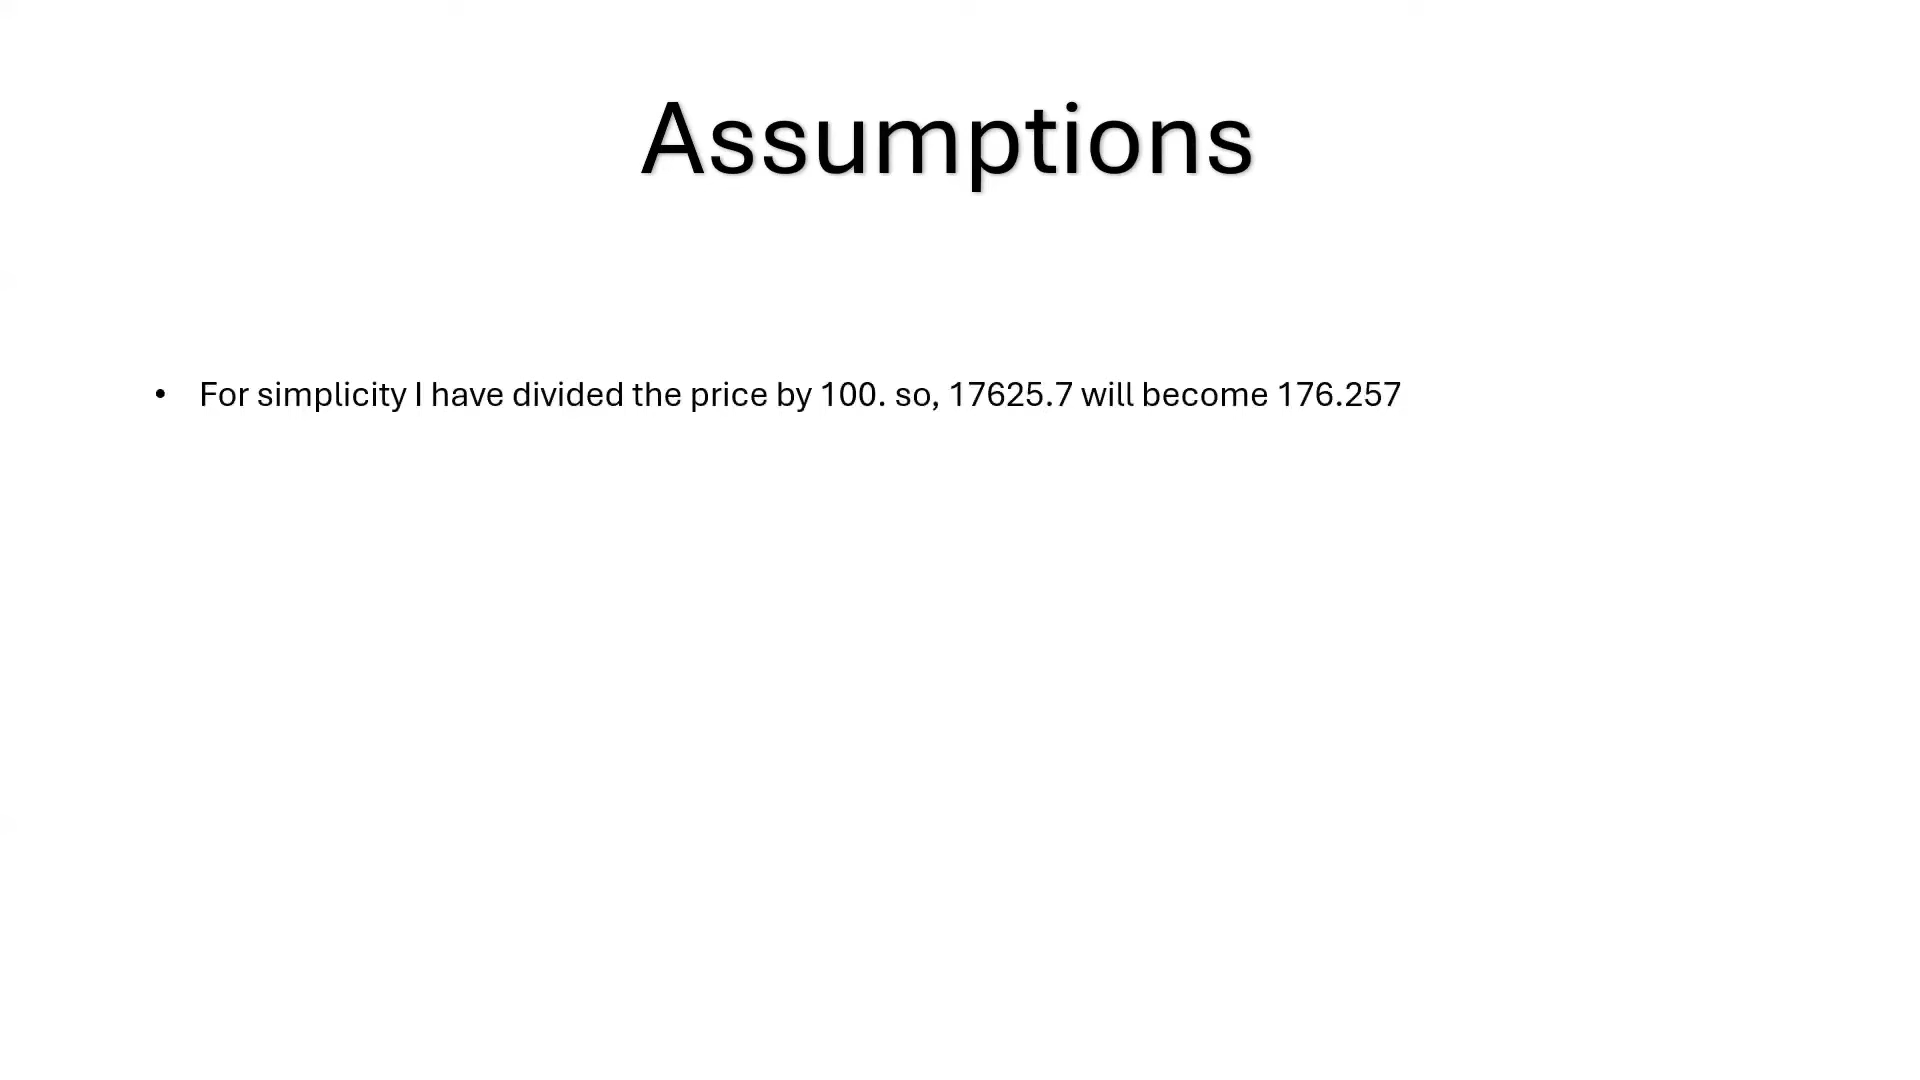 Assumptions
• For simplicity I have divided the price by 100. so, 17625.7 will become 176.257